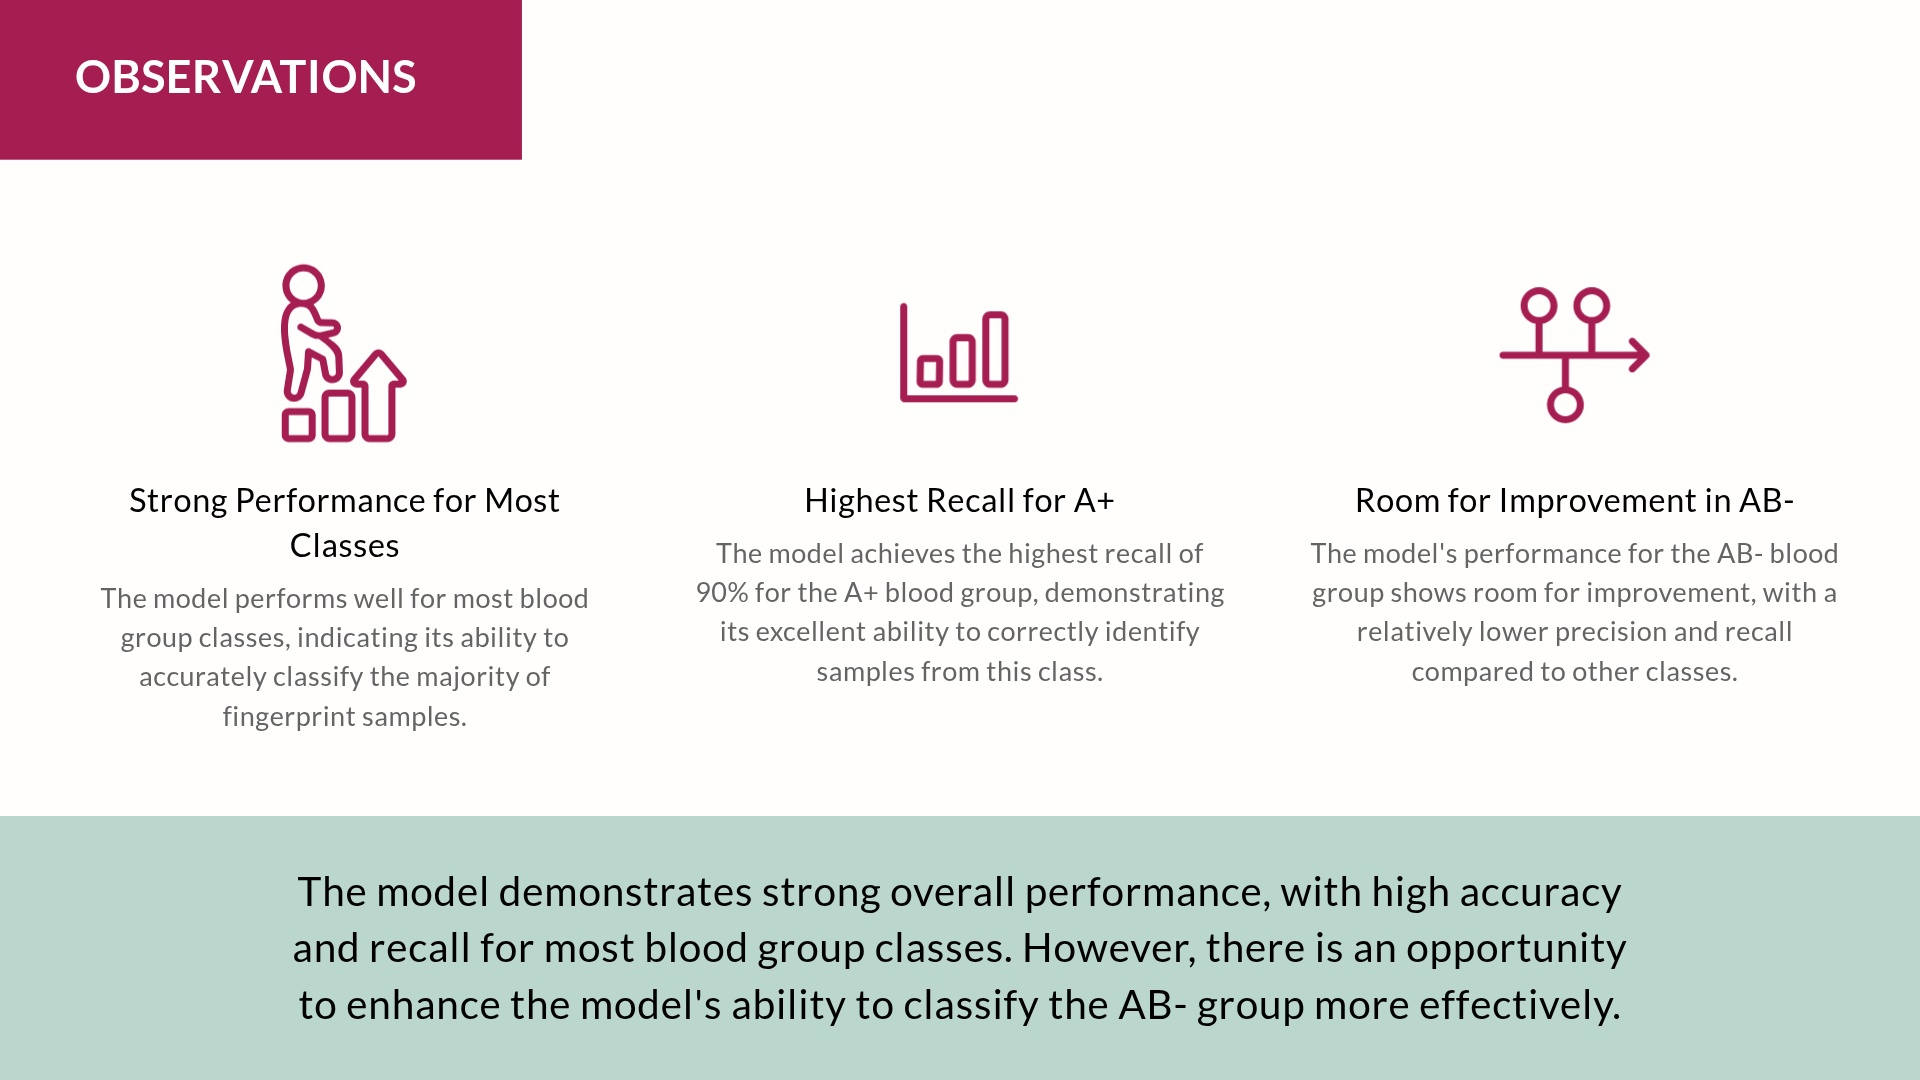 OBSERVATIONS
Strong Performance for Most
Classes
The model performs well for most blood
group classes, indicating its ability to
accurately classify the majority of
fingerprint samples.
Highest Recall for A+
The model achieves the highest recall of
90% for the A+ blood group, demonstrating
its excellent ability to correctly identify
samples from this class.
Room for Improvement in AB-
The model's performance for the AB- blood
group shows room for improvement, with a
relatively lower precision and recall
compared to other classes.
The model demonstrates strong overall performance, with high accuracy
and recall for most blood group classes. However, there is an opportunity
to enhance the model's ability to classify the AB- group more effectively.